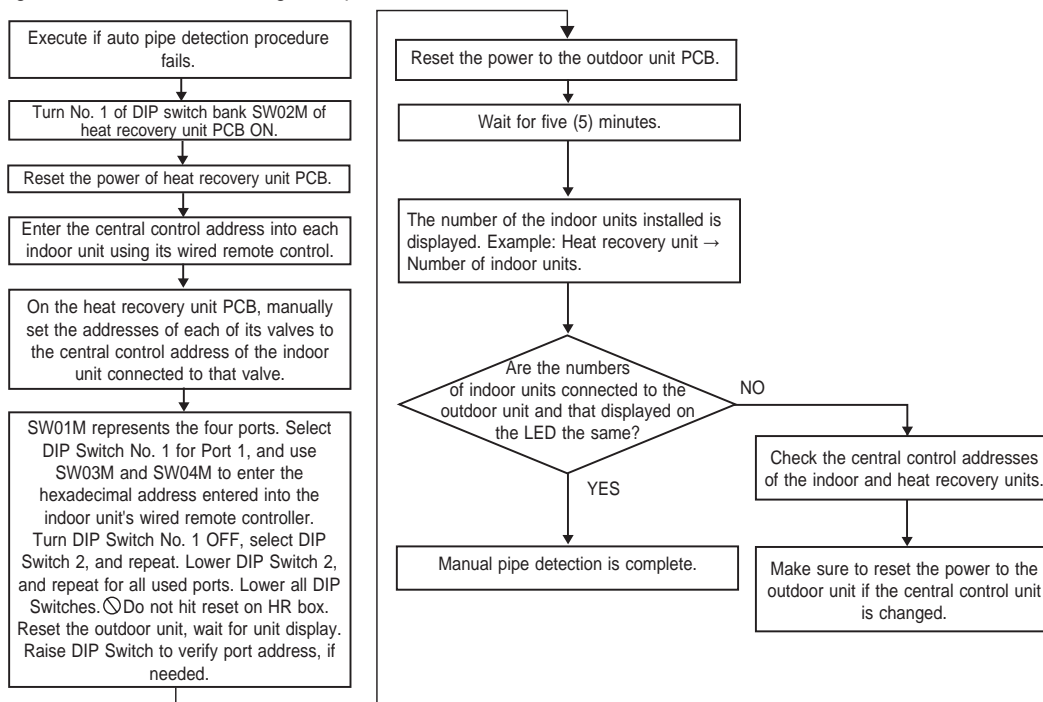 Execute if auto pipe detection procedure
fails.
Turn No. 1 of DIP switch bank SW02M of
heat recovery unit PCB ON.
Reset the power of heat recovery unit PCB.
Enter the central control address into each
indoor unit using its wired remote control.
On the heat recovery unit PCB, manually
set the addresses of each of its valves to
the central control address of the indoor
unit connected to that valve.
SW01M represents the four ports. Select
DIP Switch No. 1 for Port 1, and use
SW03M and SW04M to enter the
hexadecimal address entered into the
indoor unit's wired remote controller.
Turn DIP Switch No. 1 OFF, select DIP
Switch 2, and repeat. Lower DIP Switch 2,
and repeat for all used ports. Lower all DIP
Switches. 🛇Do not hit reset on HR box.
Reset the outdoor unit, wait for unit display.
Raise DIP Switch to verify port address, if
needed.
Reset the power to the outdoor unit PCB.
Wait for five (5) minutes.
The number of the indoor units installed is
displayed. Example: Heat recovery unit →
Number of indoor units.
Are the numbers
of indoor units connected to the
outdoor unit and that displayed on
the LED the same?
NO
YES
Manual pipe detection is complete.
Check the central control addresses
of the indoor and heat recovery units.
Make sure to reset the power to the
outdoor unit if the central control unit
is changed.